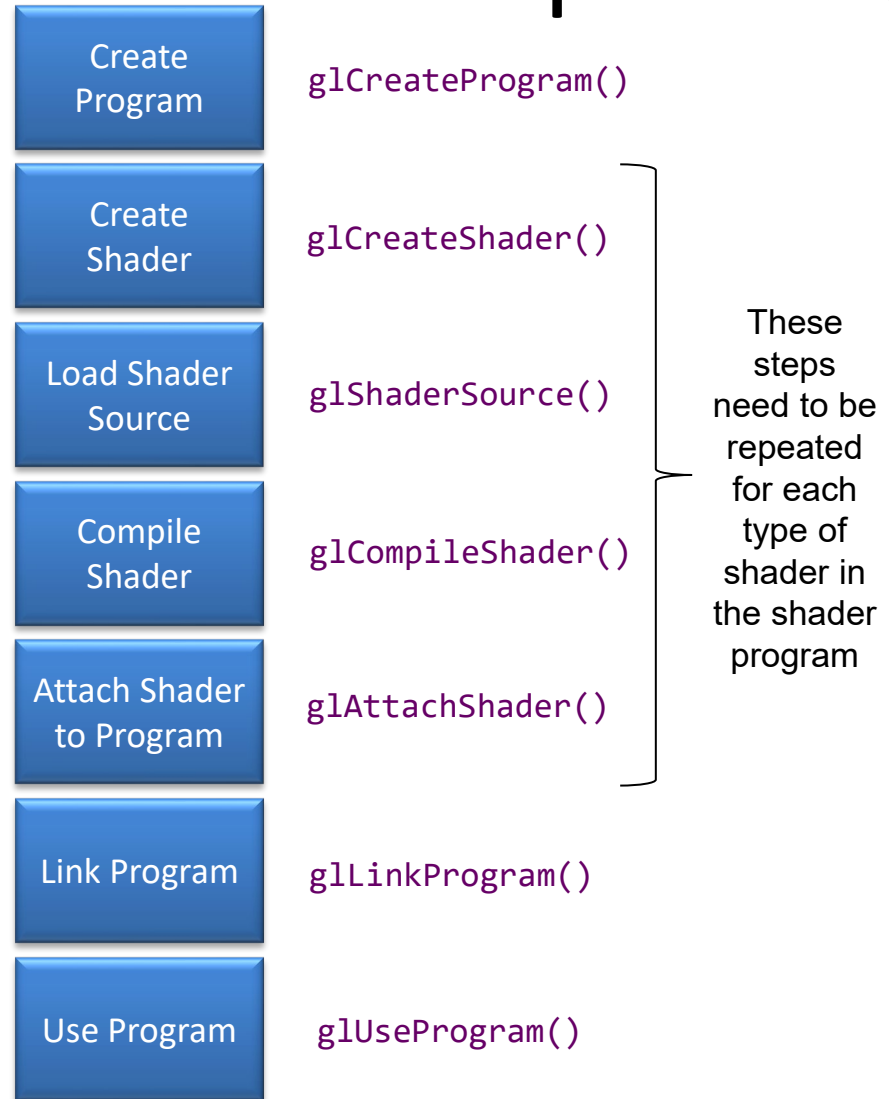 Create
Program
glCreateProgram()
Create
Shader
glCreateShader()
Load Shader
Source
glShaderSource()
Compile
Shader
glCompileShader()
Attach Shader
to Program
glAttachShader()
These
steps
need to be
repeated
for each
type of
shader in
the shader
program
Link Program
glLinkProgram()
Use Program
glUseProgram()